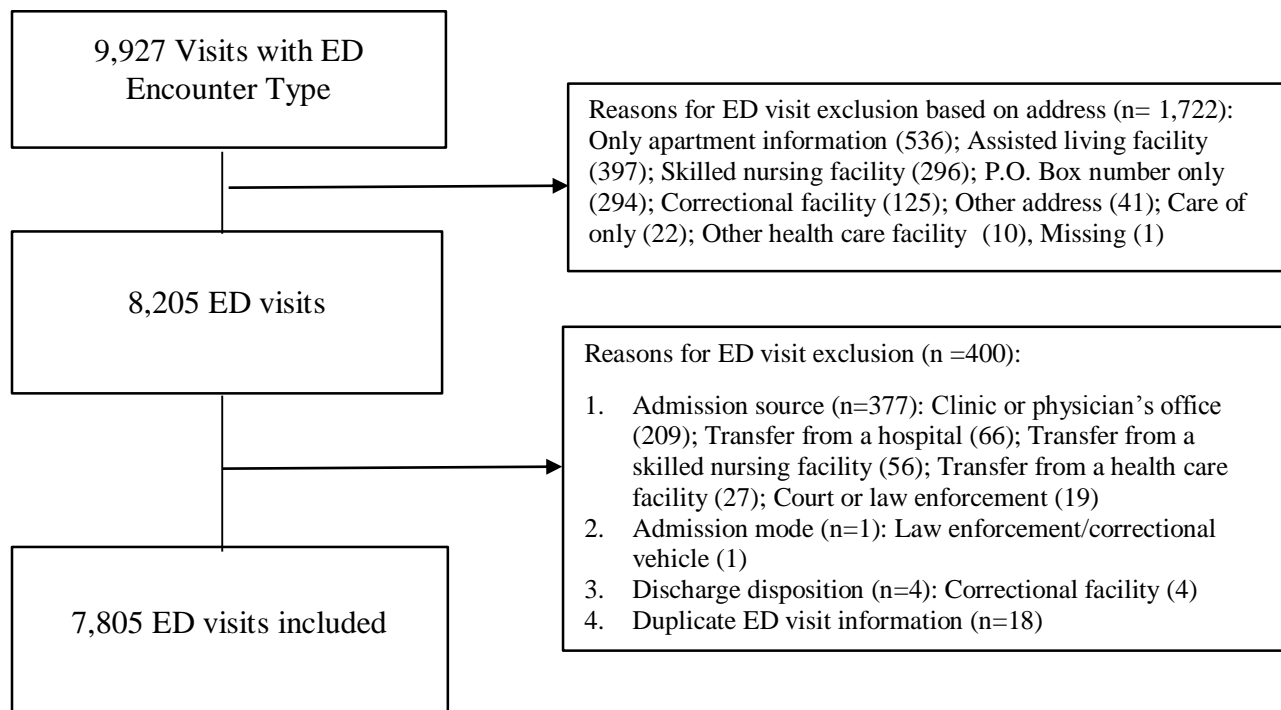 9,927 Visits with ED
Encounter Type
Reasons for ED visit exclusion based on address (n= 1,722):
Only apartment information (536); Assisted living facility
(397); Skilled nursing facility (296); P.O. Box number only
(294); Correctional facility (125); Other address (41); Care of
only (22); Other health care facility  (10), Missing (1)
8,205 ED visits
Reasons for ED visit exclusion (n =400):
1. Admission source (n=377): Clinic or physician’s office
(209); Transfer from a hospital (66); Transfer from a
skilled nursing facility (56); Transfer from a health care
facility (27); Court or law enforcement (19)
2. Admission mode (n=1): Law enforcement/correctional
vehicle (1)
3. Discharge disposition (n=4): Correctional facility (4)
4. Duplicate ED visit information (n=18)
7,805 ED visits included